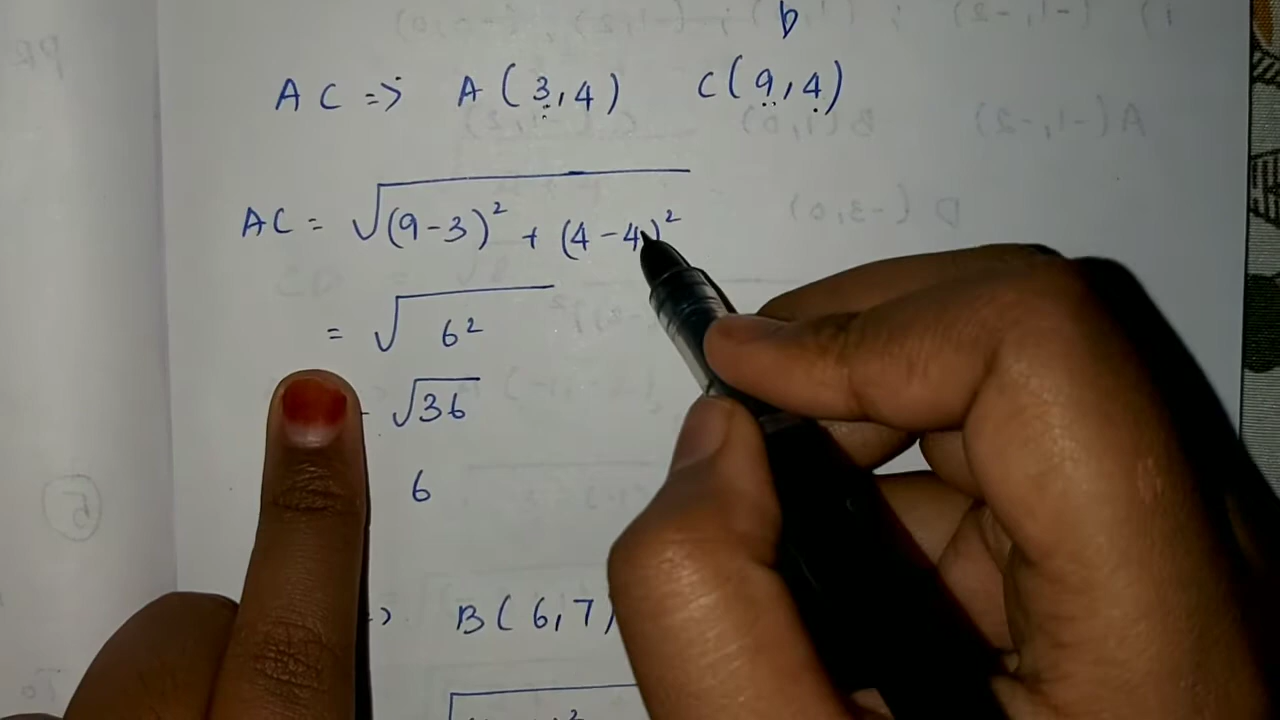 b
AC => A(3,4) C(9,4)
AC = √(9-3)² + (4-4)²
= √6²
√36
6
B(6,7)